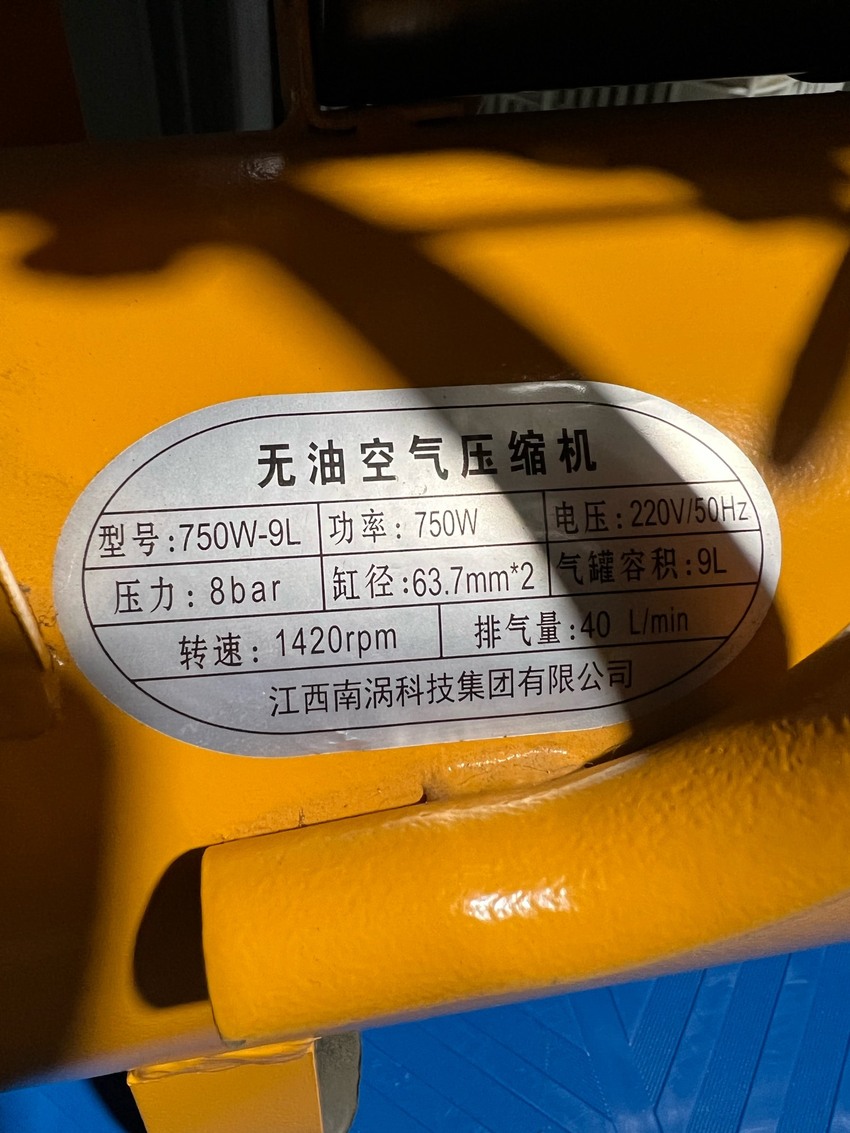 无油空气压缩机
型号:750W-9L 功率: 750W 电压: 220V/50Hz
压力: 8bar 缸径:63.7mm*2 气罐容积:9L
转速: 1420rpm 排气量:40 L/min
江西南涡科技集团有限公司